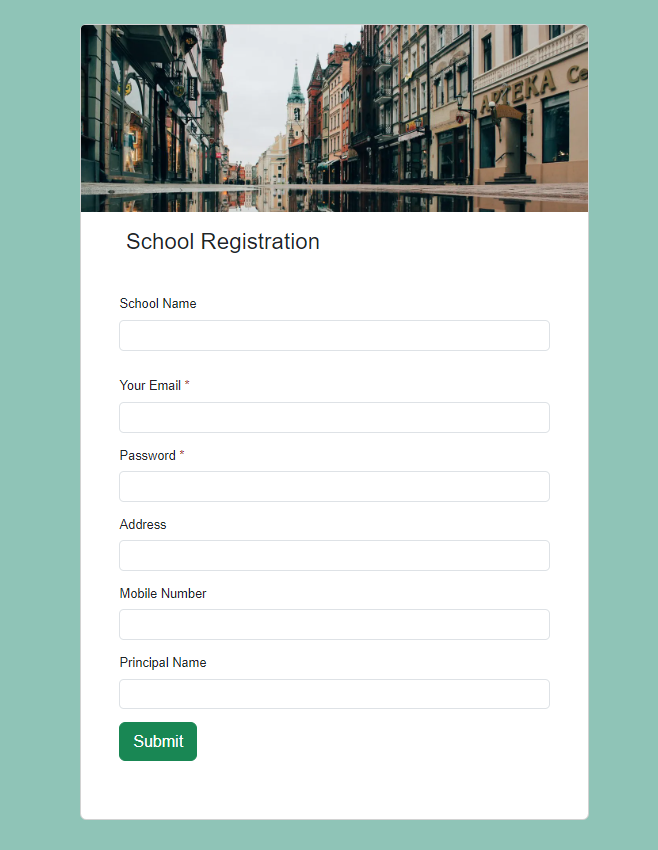 APTEKA Ce
School Registration
School Name
Your Email *
Password *
Address
Mobile Number
Principal Name
Submit